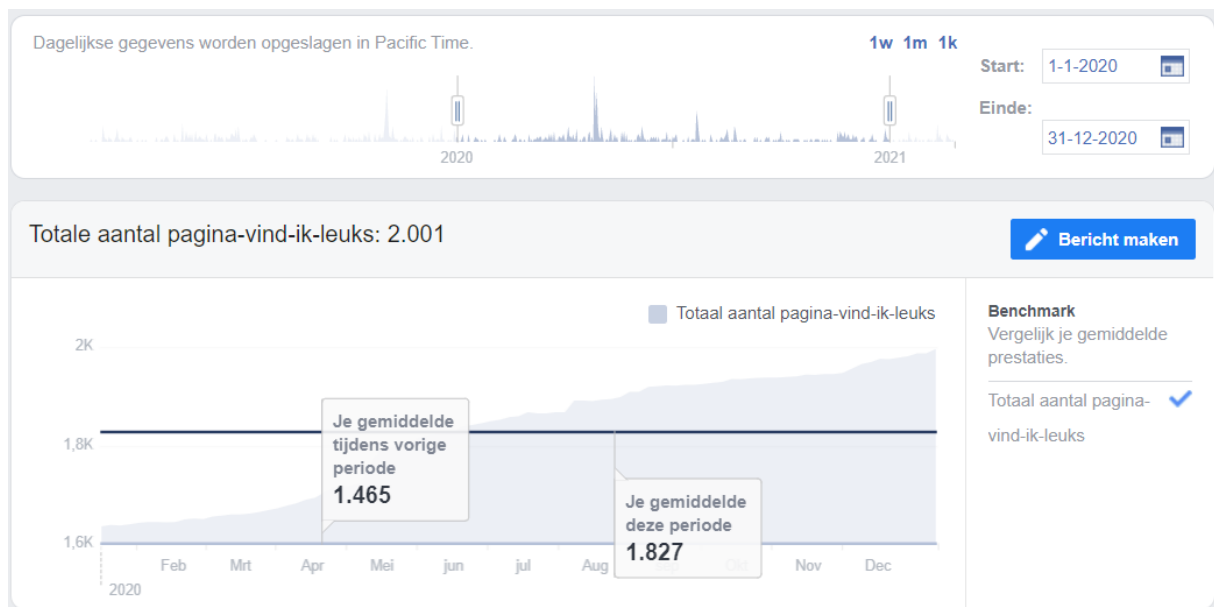 Dagelijkse gegevens worden opgeslagen in Pacific Time.
1w 1m 1k
Start:
1-1-2020
Einde:
31-12-2020
2020
2021
Totale aantal pagina-vind-ik-leuks: 2.001
Bericht maken
Totaal aantal pagina-vind-ik-leuks
2K
1,8K
1,6K
Je gemiddelde
tijdens vorige
periode
1.465
Je gemiddelde
deze periode
1.827
Feb Mrt Apr Mei jun jul Aug Nov Dec
2020
Benchmark
Vergelijk je gemiddelde
prestaties.
Totaal aantal pagina-
vind-ik-leuks